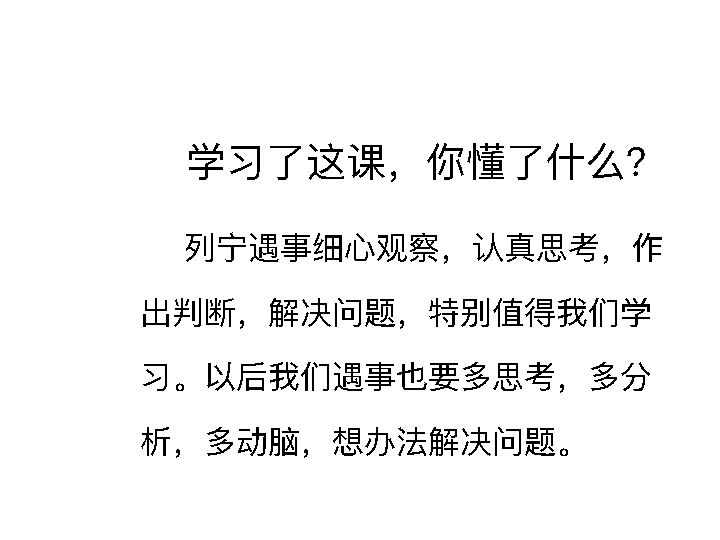 学习了这课，你懂了什么?
列宁遇事细心观察，认真思考，作
出判断，解决问题，特别值得我们学
习。以后我们遇事也要多思考，多分
析，多动脑，想办法解决问题。